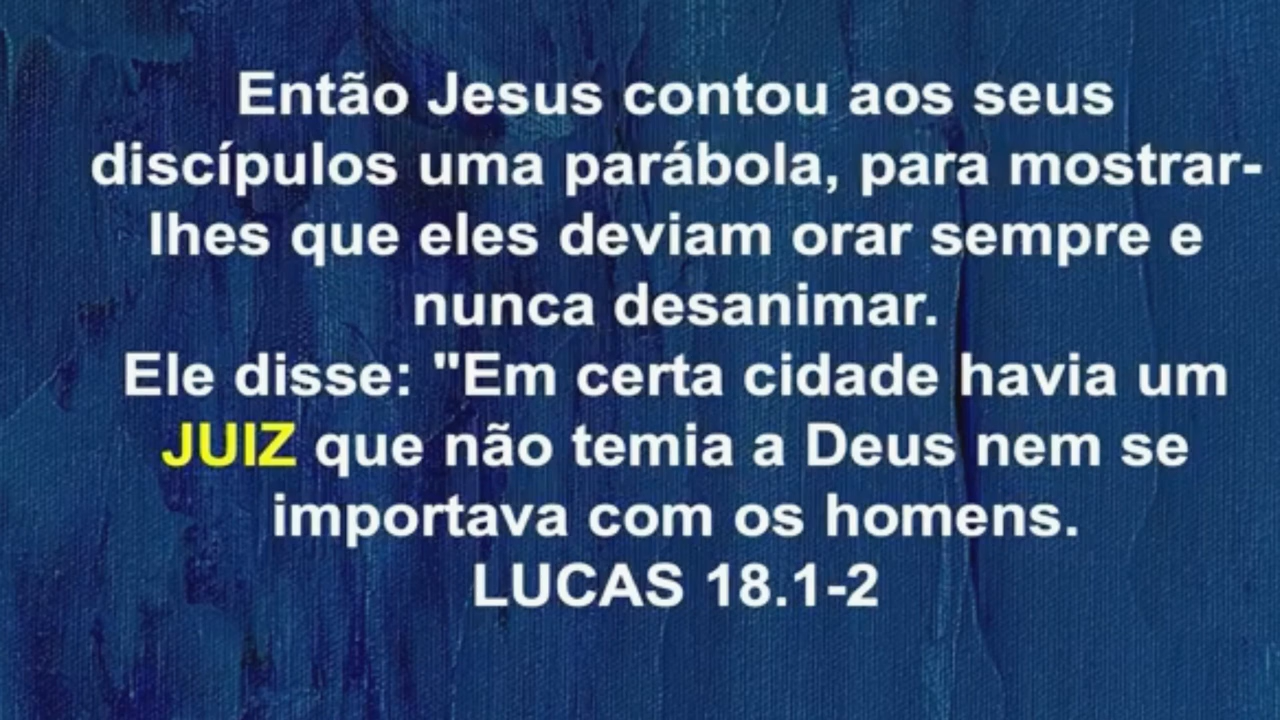 Então Jesus contou aos seus
discípulos uma parábola, para mostrar-
lhes que eles deviam orar sempre e
nunca desanimar.
Ele disse: "Em certa cidade havia um
JUIZ que não temia a Deus nem se
importava com os homens.
LUCAS 18.1-2